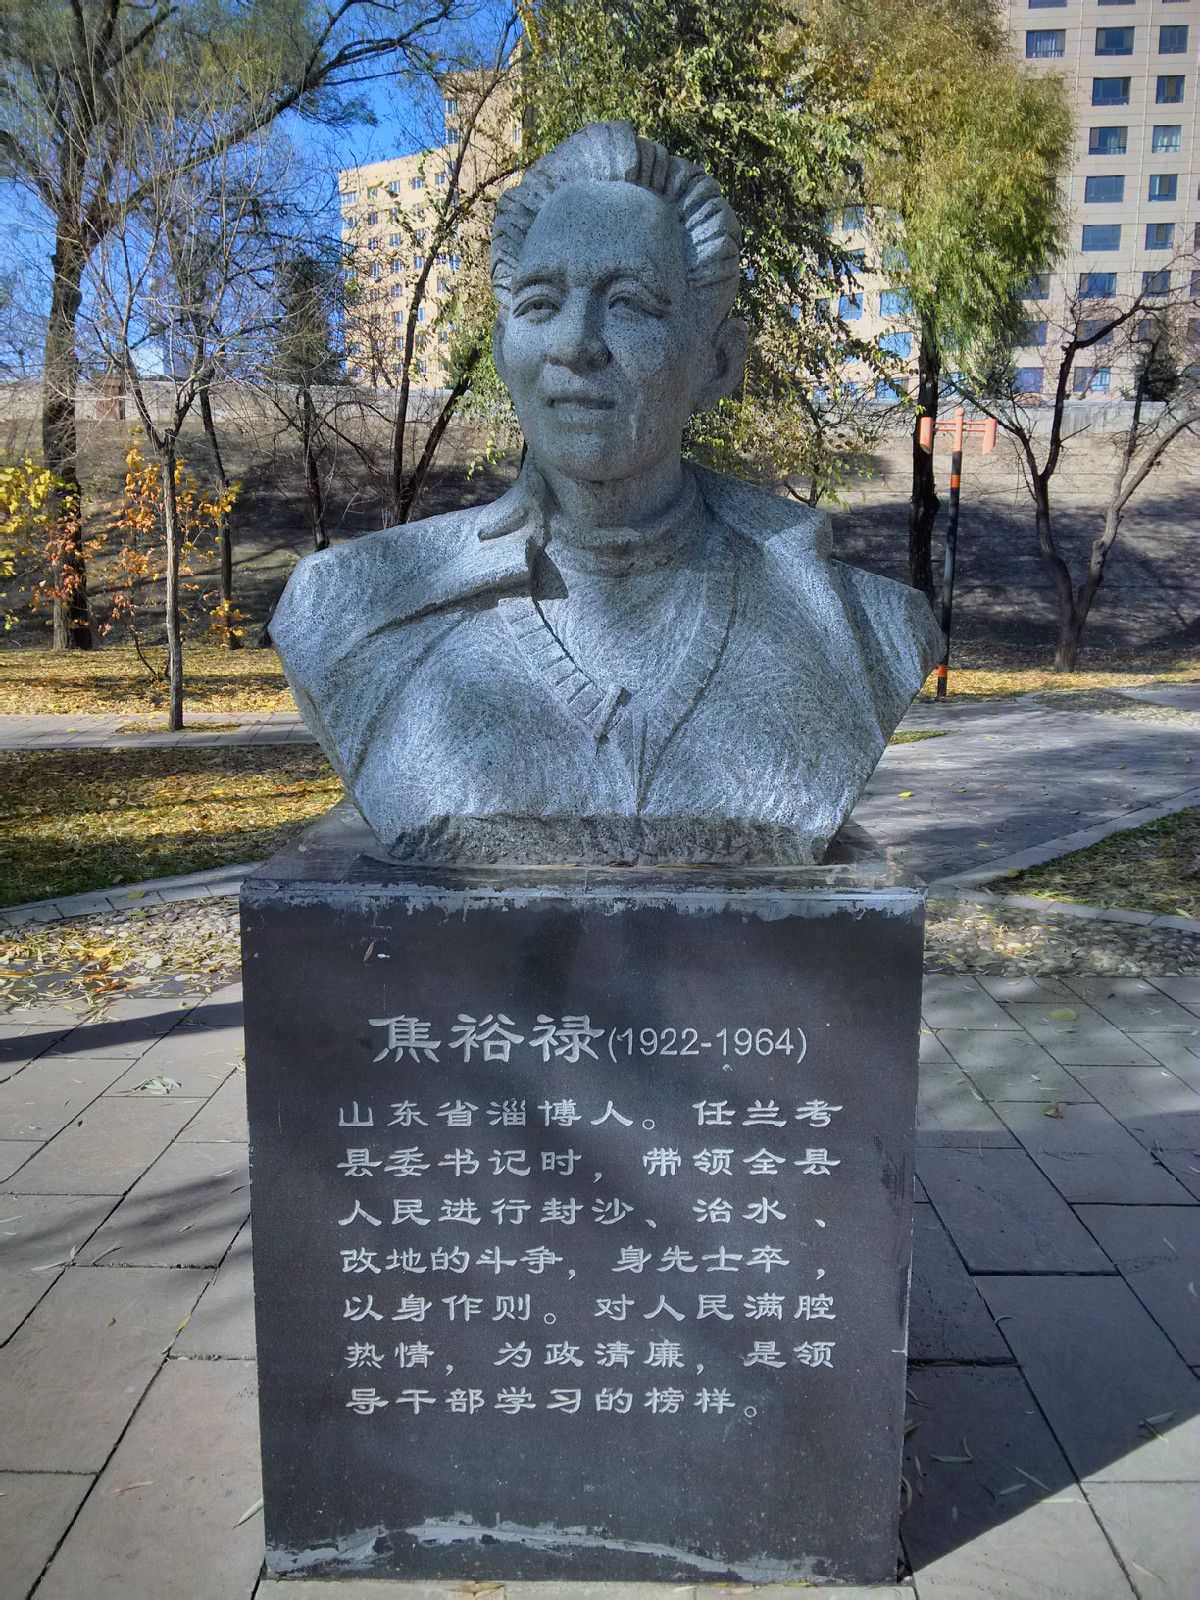 焦裕禄(1922-1964)
山东省淄博人。任兰考
县委书记时，带领全县
人民进行封沙、治水、
改地的斗争，身先士卒，
以身作则。对人民满腔
热情，为政清廉，是领
导干部学习的榜样。